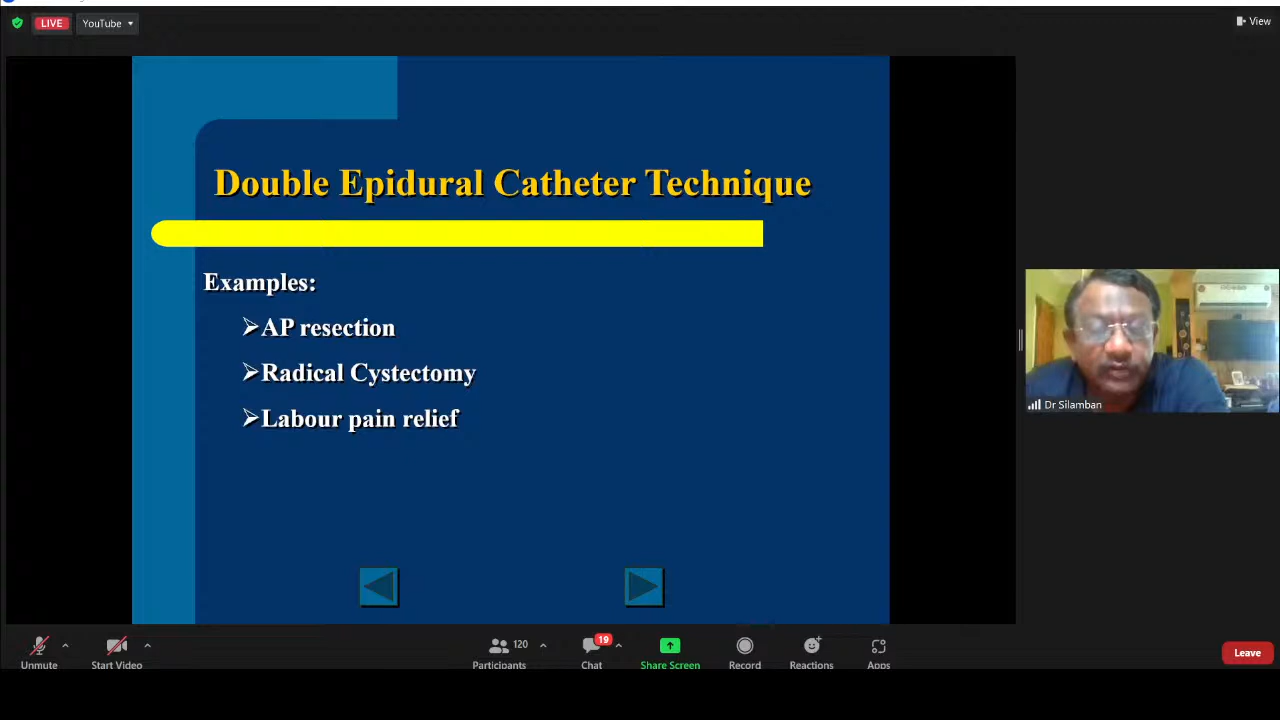 LIVE
YouTube
View
Double Epidural Catheter Technique
Examples:
➢AP resection
➢Radical Cystectomy
➢Labour pain relief
Dr Silamban
Unmute
Start Video
120
Participants
19
Chat
Share Screen
Record
Reactions
Apps
Leave